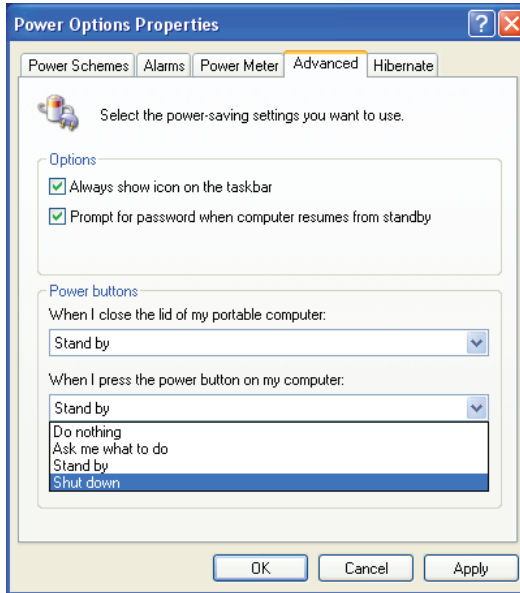 Power Options Properties
Power Schemes Alarms Power Meter Advanced Hibernate
Select the power-saving settings you want to use.
Options
Always show icon on the taskbar
Prompt for password when computer resumes from standby
Power buttons
When I close the lid of my portable computer:
Stand by
When I press the power button on my computer:
Stand by
Do nothing
Ask me what to do
Stand by
Shut down
OK Cancel Apply